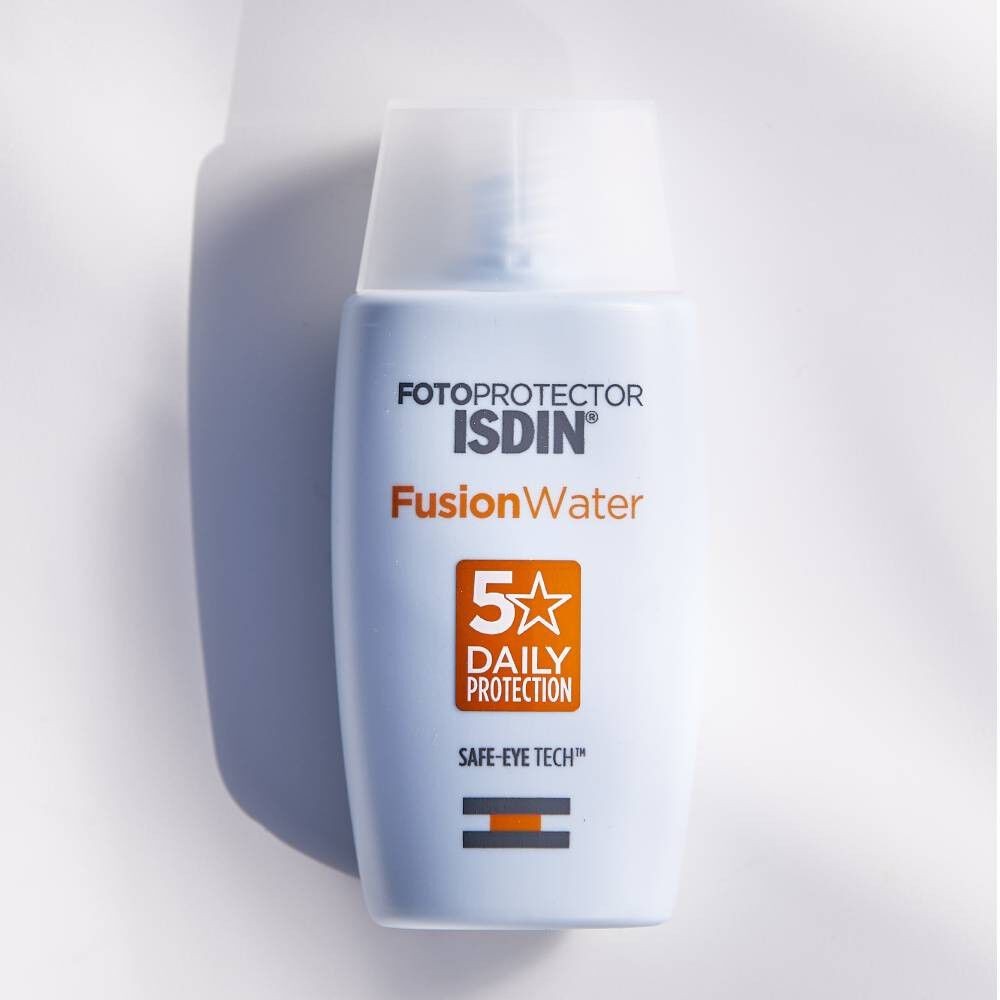 FOTOPROTECTOR
ISDIN®
FusionWater
5☆
DAILY
PROTECTION
SAFE-EYE TECH™